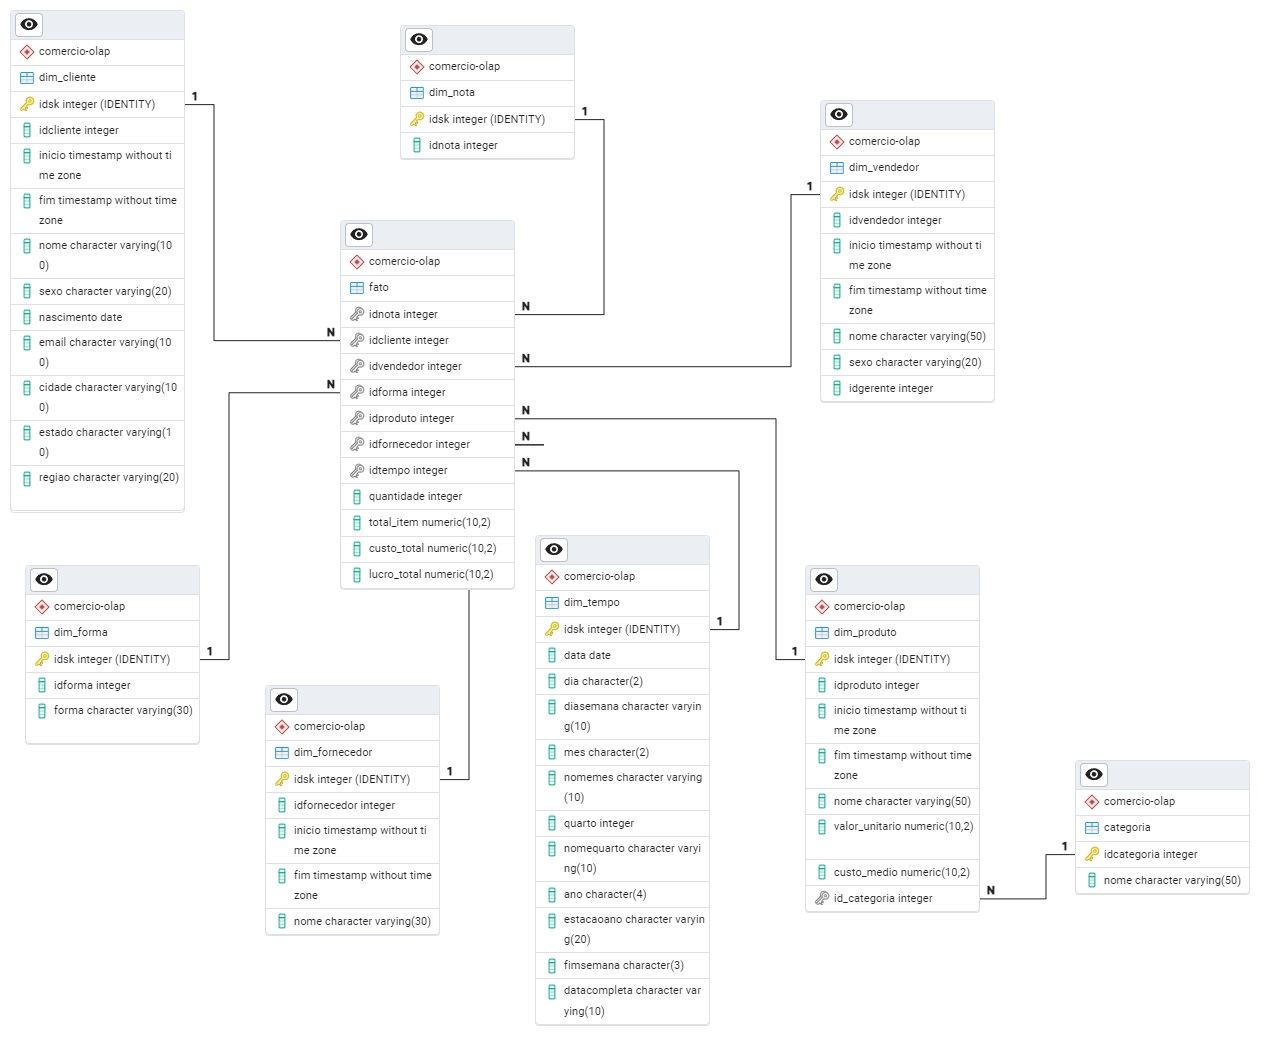 comercio-olap
dim_cliente
idsk integer (IDENTITY)
idcliente integer
inicio timestamp without ti
me zone
fim timestamp without time
zone
nome character varying(10
0)
sexo character varying(20)
nascimento date
email character varying(10
0)
cidade character varying(10
0)
estado character varying(1
0)
regiao character varying(20)
1
N
comercio-olap
dim_nota
idsk integer (IDENTITY)
idnota integer
1
N
comercio-olap
dim_vendedor
idsk integer (IDENTITY)
idvendedor integer
inicio timestamp without ti
me zone
fim timestamp without time
zone
nome character varying(50)
sexo character varying(20)
idgerente integer
1
N
comercio-olap
fato
idnota integer
idcliente integer
idvendedor integer
idforma integer
idproduto integer
idfornecedor integer
idtempo integer
quantidade integer
total_item numeric(10,2)
custo_total numeric(10,2)
lucro_total numeric(10,2)
N
N
N
N
comercio-olap
dim_forma
idsk integer (IDENTITY)
idforma integer
forma character varying(30)
1
comercio-olap
dim_fornecedor
idsk integer (IDENTITY)
idfornecedor integer
inicio timestamp without ti
me zone
fim timestamp without time
zone
nome character varying(30)
1
comercio-olap
dim_tempo
idsk integer (IDENTITY)
data date
dia character(2)
diasemana character varyin
g(10)
mes character(2)
nomemes character varying
(10)
quarto integer
nomequarto character varyi
ng(10)
ano character(4)
estacaoano character varyin
g(20)
fimsemana character(3)
datacompleta character var
ying(10)
1
comercio-olap
dim_produto
idsk integer (IDENTITY)
idproduto integer
inicio timestamp without ti
me zone
fim timestamp without time
zone
nome character varying(50)
valor_unitario numeric(10,2)
custo_medio numeric(10,2)
id_categoria integer
1
N
comercio-olap
categoria
idcategoria integer
nome character varying(50)
1